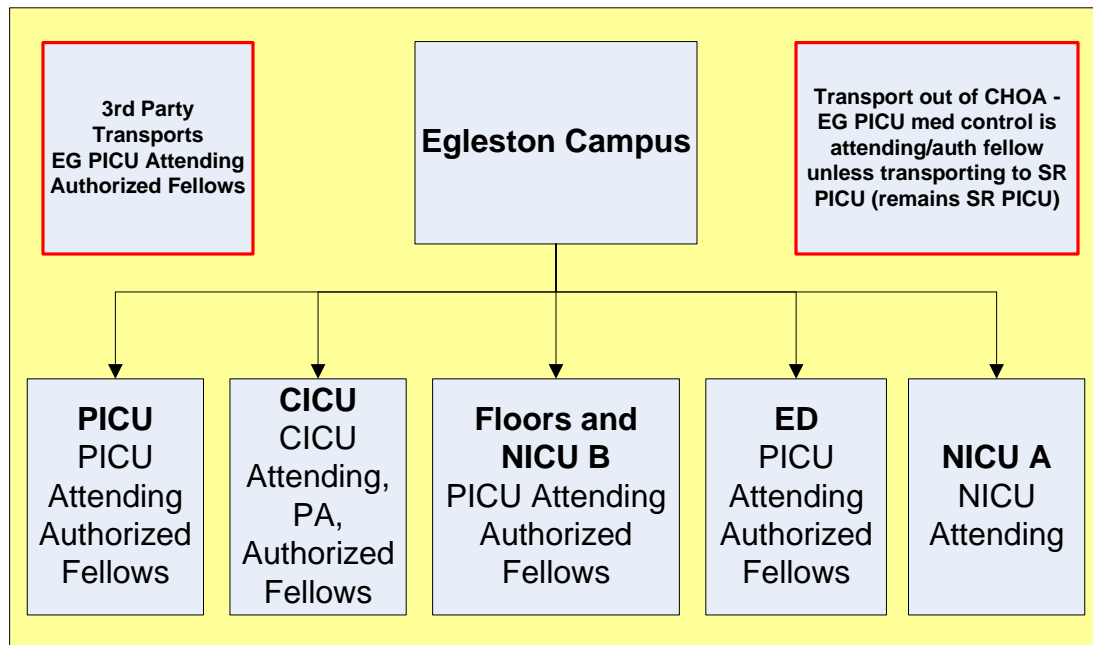 3rd Party
Transports
EG PICU Attending
Authorized Fellows
Egleston Campus
Transport out of CHOA -
EG PICU med control is
attending/auth fellow
unless transporting to SR
PICU (remains SR PICU)
PICU
PICU
Attending
Authorized
Fellows
CICU
CICU
Attending,
PA,
Authorized
Fellows
Floors and
NICU B
PICU Attending
Authorized
Fellows
ED
PICU
Attending
Authorized
Fellows
NICU A
NICU
Attending